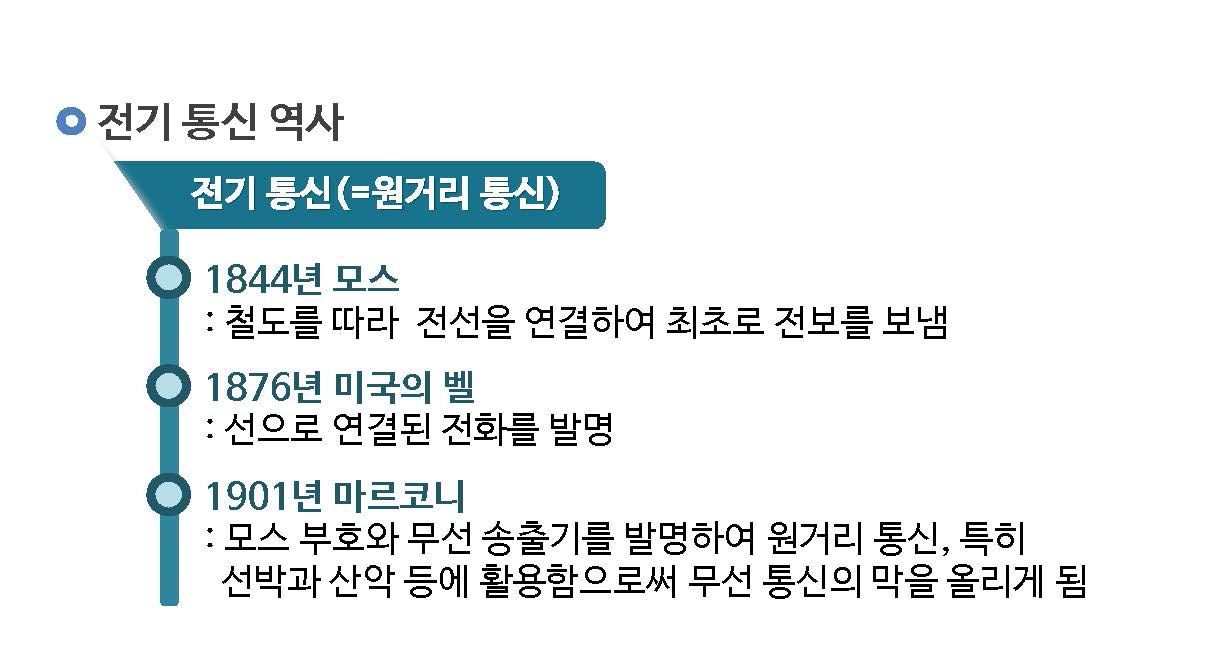 전기 통신 역사
전기 통신(=원거리 통신)
1844년 모스
: 철도를 따라 전선을 연결하여 최초로 전보를 보냄
1876년 미국의 벨
: 선으로 연결된 전화를 발명
1901년 마르코니
: 모스 부호와 무선 송출기를 발명하여 원거리 통신, 특히
선박과 산악 등에 활용함으로써 무선 통신의 막을 올리게 됨